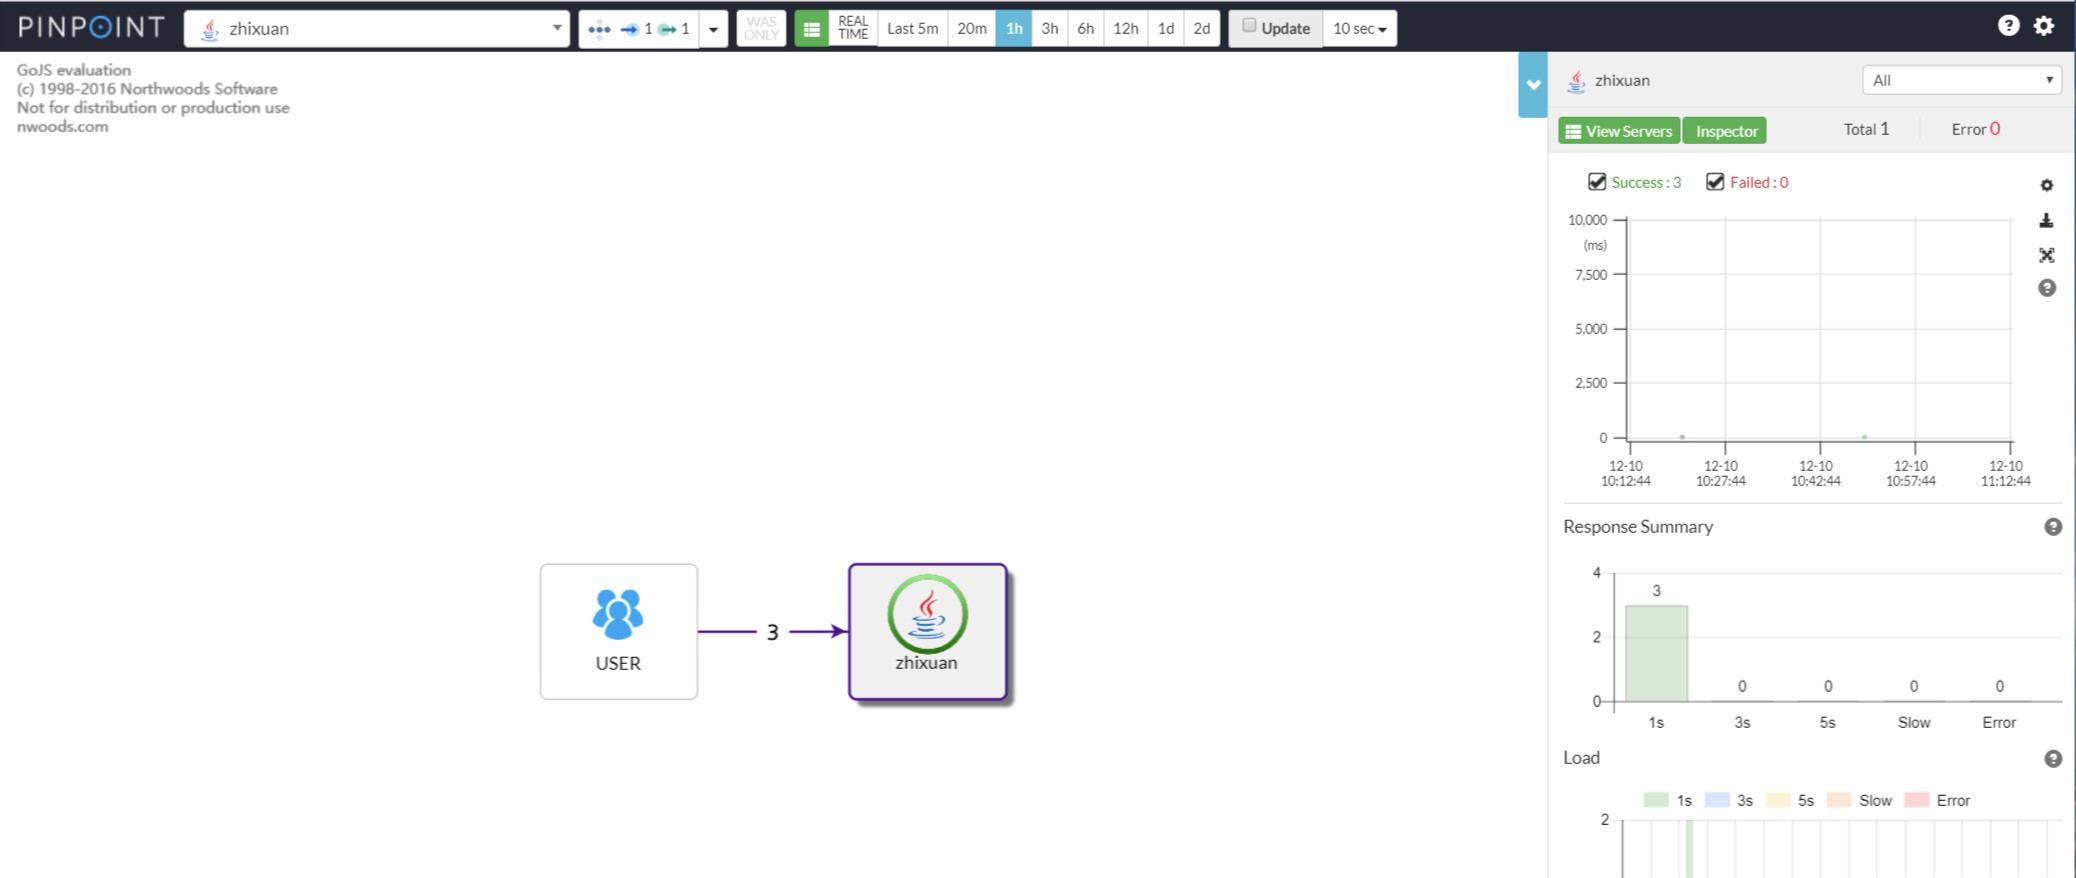 PINPOINT
zhixuan
1
1
WAS
ONLY
REAL
TIME
Last 5m
20m
1h
3h
6h
12h
1d
2d
Update
10 sec
GoJS evaluation
(c) 1998-2016 Northwoods Software
Not for distribution or production use
nwoods.com
USER
3
zhixuan
zhixuan
All
View Servers
Inspector
Total 1
Error 0
Success : 3
Failed : 0
10,000
(ms)
7,500
5,000
2,500
0
12-10
10:12:44
12-10
10:27:44
12-10
10:42:44
12-10
10:57:44
12-10
11:12:44
Response Summary
4
2
0
3
0
0
0
0
1s
3s
5s
Slow
Error
Load
1s
3s
5s
Slow
Error
2